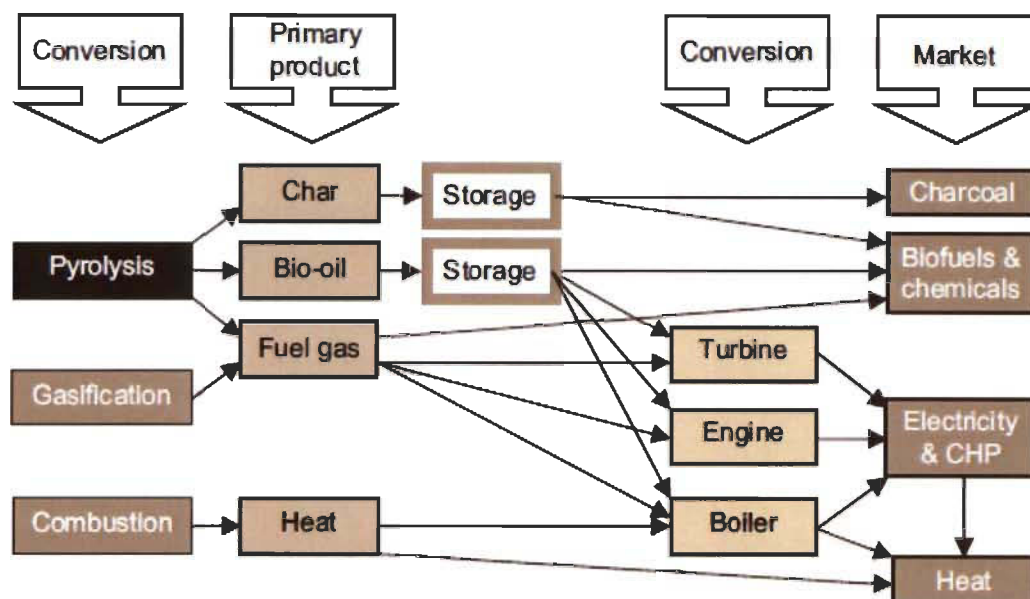 Conversion
Primary
product
Conversion
Market
Char
Storage
Charcoal
Pyrolysis
Bio-oil
Storage
Biofuels &
chemicals
Fuel gas
Turbine
Gasification
Engine
Electricity
& CHP
Combustion
Heat
Boiler
Heat